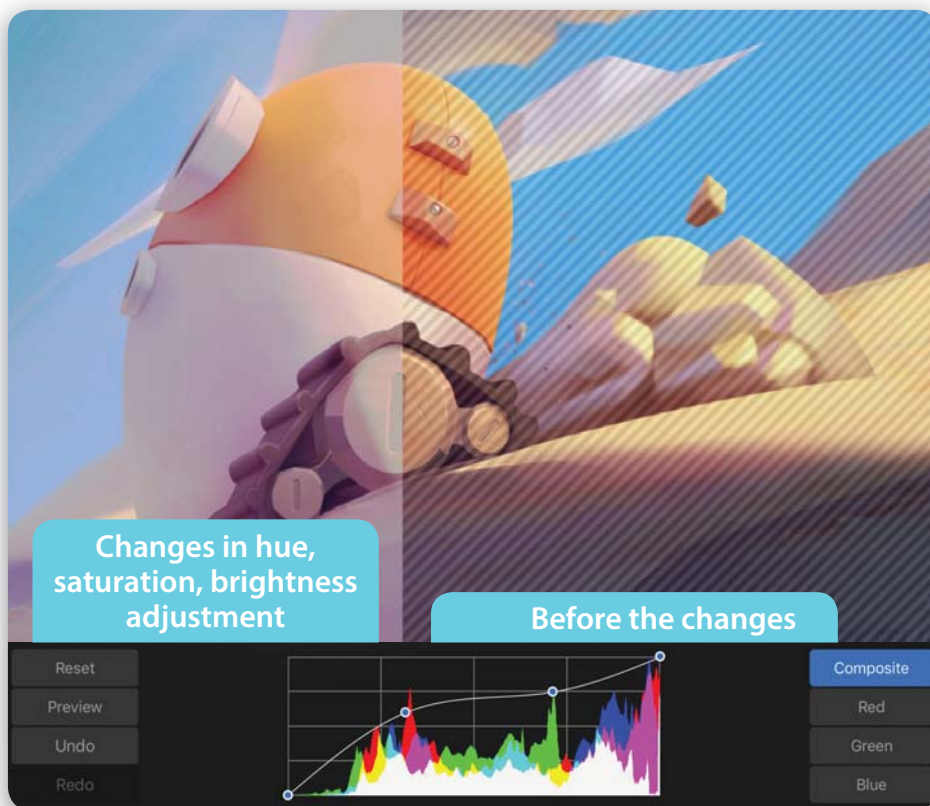 Changes in hue,
saturation, brightness
adjustment
Before the changes
Reset
Preview
Undo
Redo
Composite
Red
Green
Blue